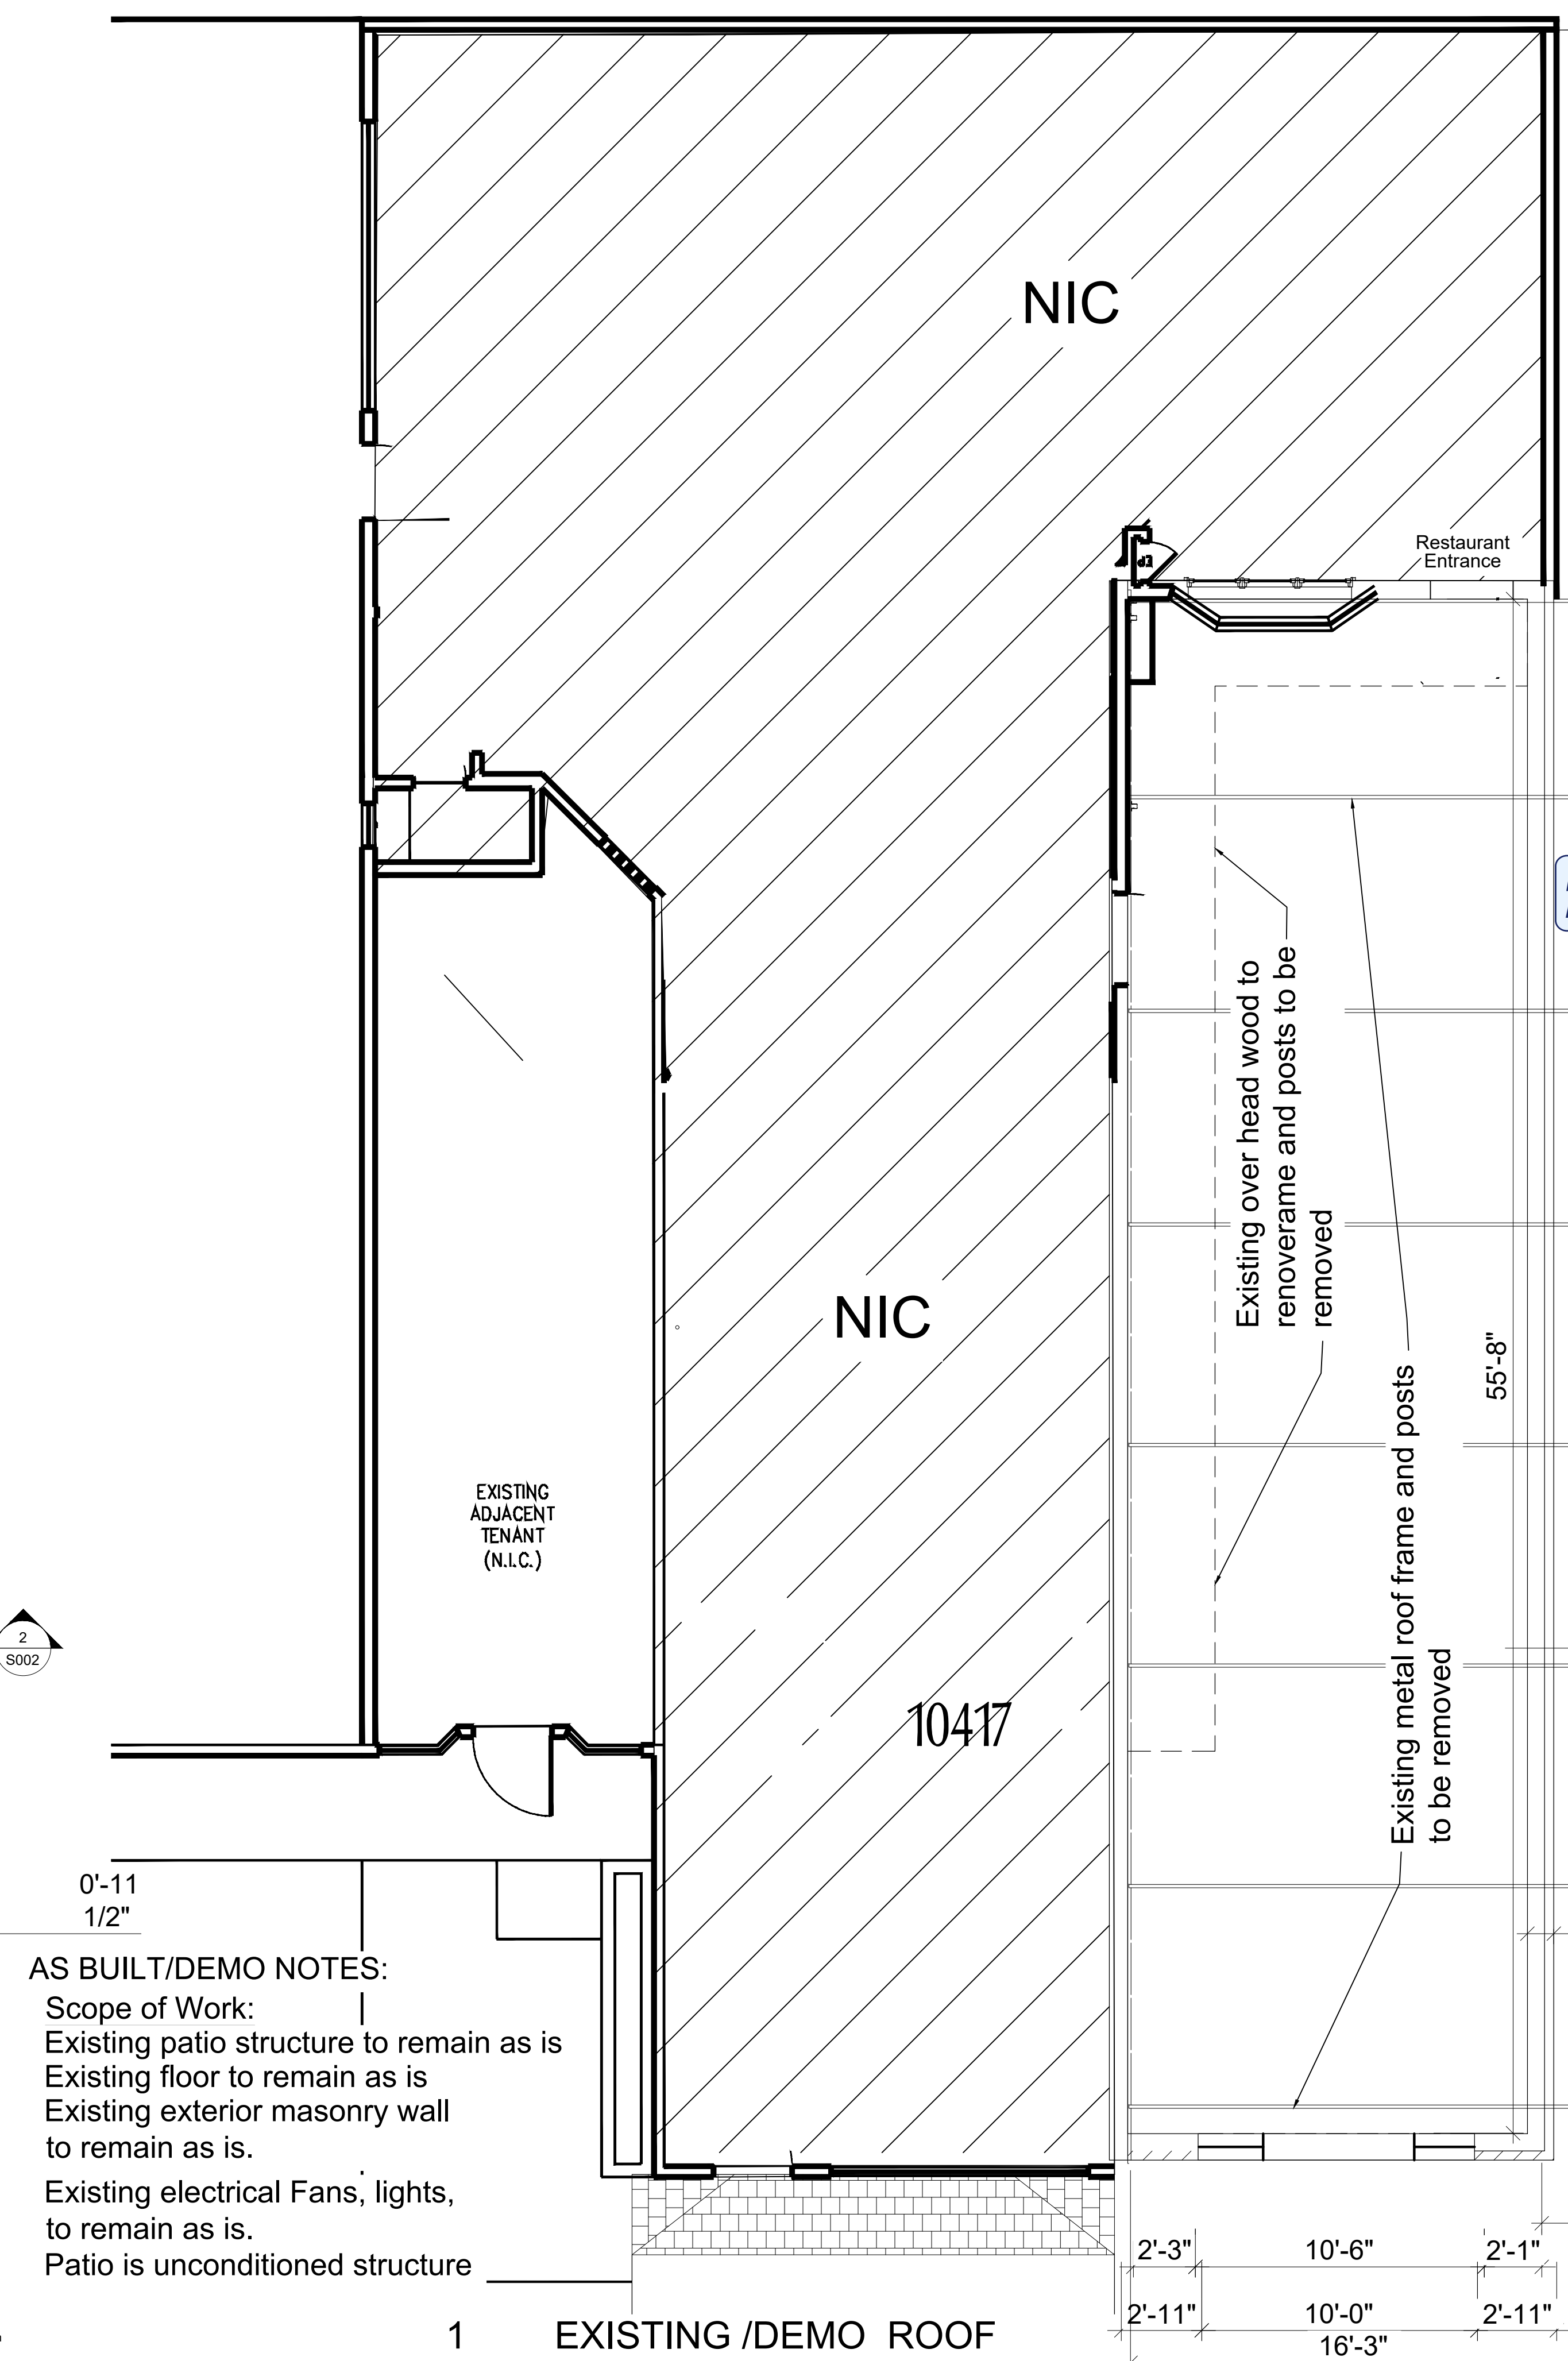 NIC
Restaurant
Entrance
EP
Existing over head wood to
renoverame and posts to be
removed
NIC
55'-8"
Existing metal roof frame and posts
to be removed
EXISTING
ADJACENT
TENANT
(N.I.C.)
2
S002
10417
0'-11
1/2"
AS BUILT/DEMO NOTES:
Scope of Work:
Existing patio structure to remain as is
Existing floor to remain as is
Existing exterior masonry wall
to remain as is.
Existing electrical Fans, lights,
to remain as is.
Patio is unconditioned structure
2'-3" 10'-6" 2'-1"
2'-11" 10'-0" 2'-11"
16'-3"
1 EXISTING /DEMO ROOF